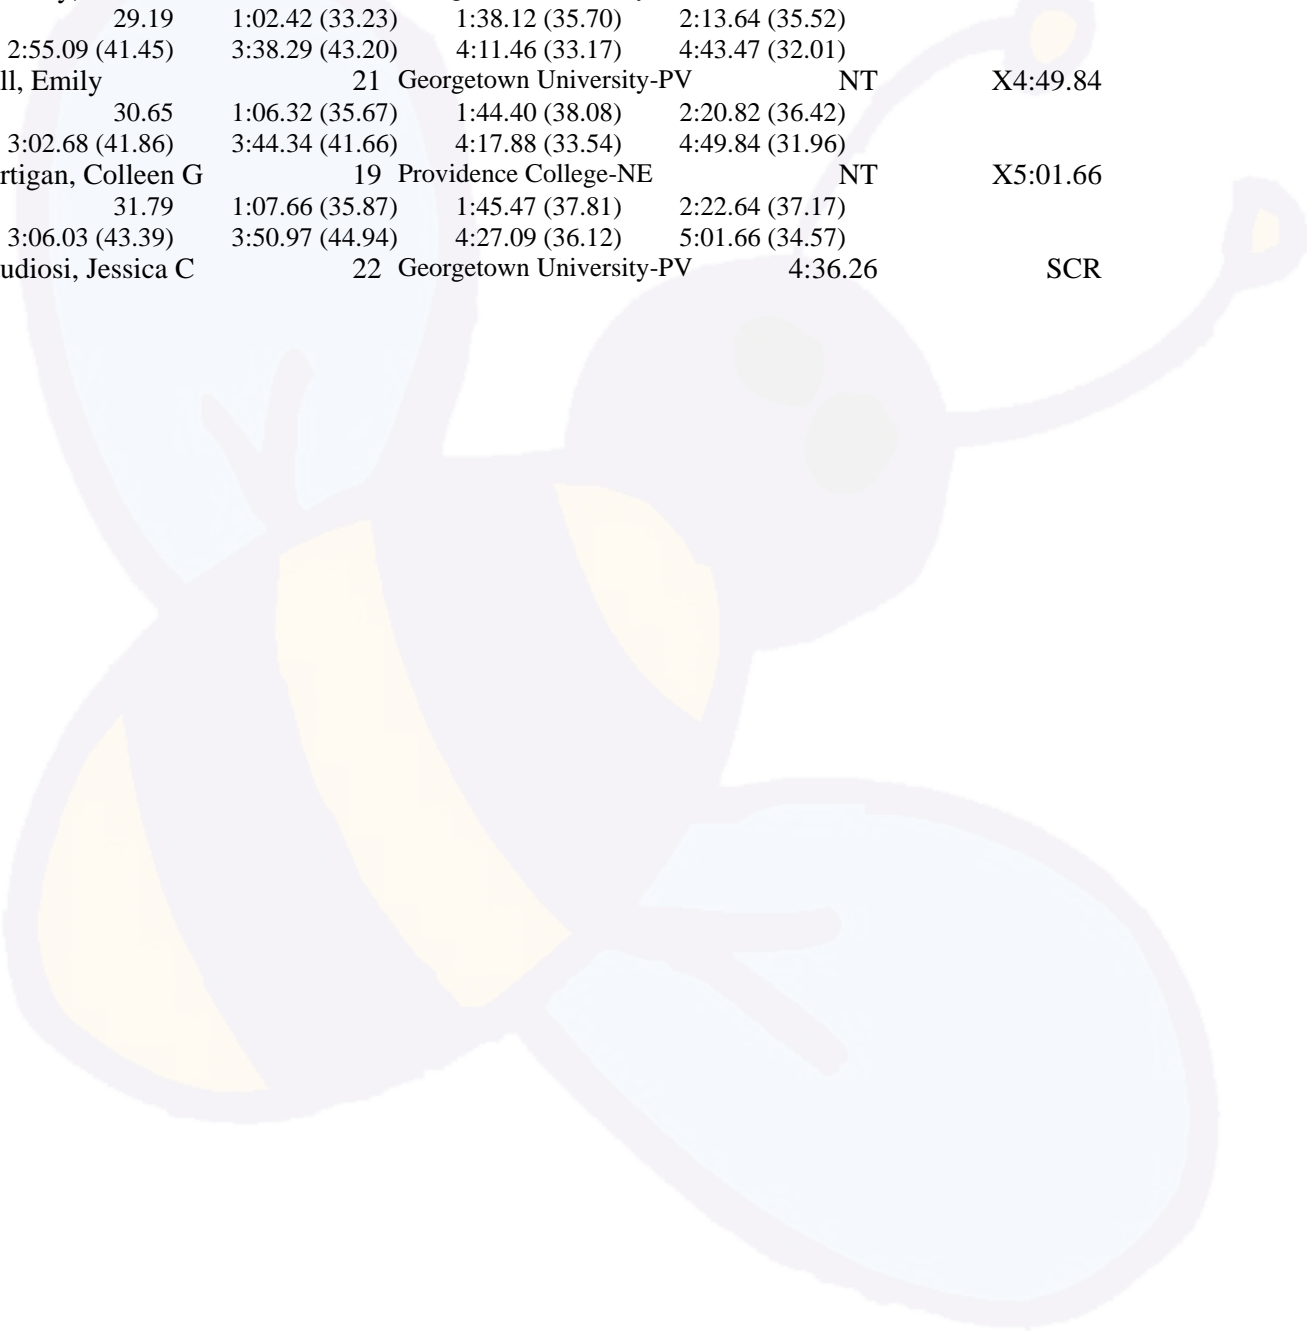 29.19 1:02.42 (33.23) 1:38.12 (35.70) 2:13.64 (35.52)
2:55.09 (41.45) 3:38.29 (43.20) 4:11.46 (33.17) 4:43.47 (32.01)
ll, Emily 21 Georgetown University-PV NT X4:49.84
30.65 1:06.32 (35.67) 1:44.40 (38.08) 2:20.82 (36.42)
3:02.68 (41.86) 3:44.34 (41.66) 4:17.88 (33.54) 4:49.84 (31.96)
rtigan, Colleen G 19 Providence College-NE NT X5:01.66
31.79 1:07.66 (35.87) 1:45.47 (37.81) 2:22.64 (37.17)
3:06.03 (43.39) 3:50.97 (44.94) 4:27.09 (36.12) 5:01.66 (34.57)
udiosi, Jessica C 22 Georgetown University-PV 4:36.26 SCR